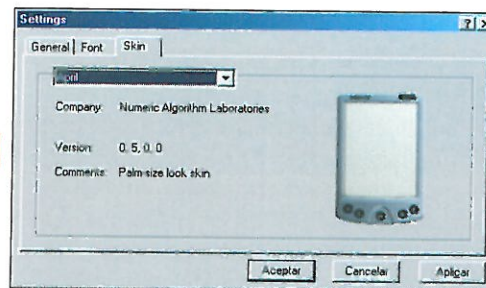 Settings
General Font Skin
Company: Numeric Algorithm Laboratories
Version: 0, 5, 0, 0
Comments: Palm-size look skin
Aceptar Cancelar Aplicar